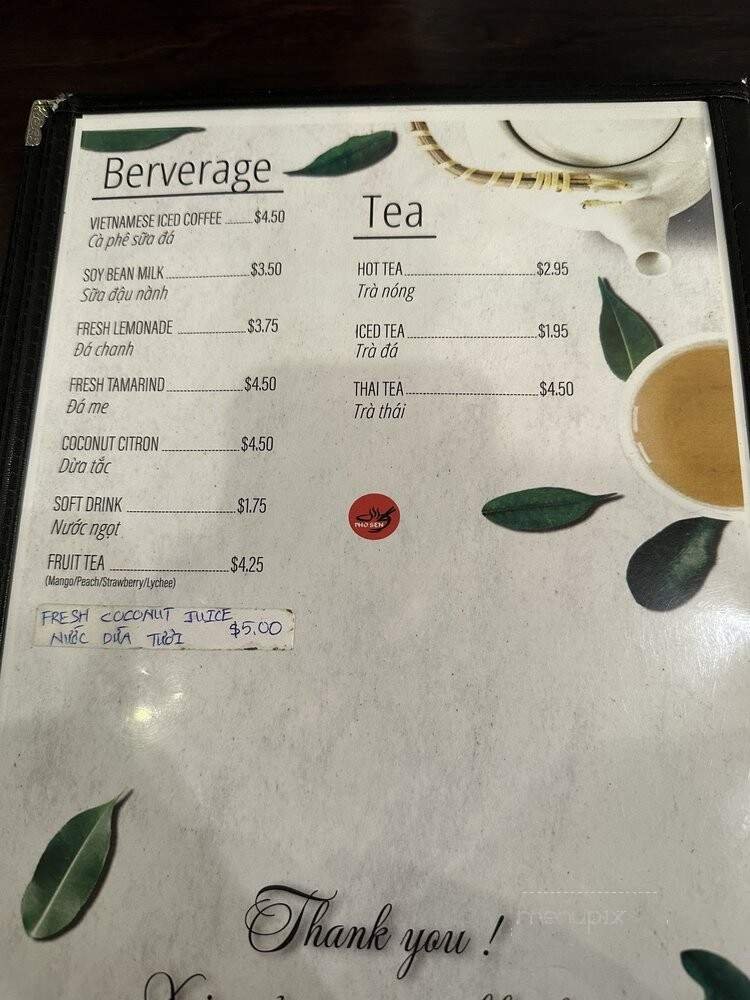 Berverage
VIETNAMESE ICED COFFEE ........ $4.50
Cà phê sữa đá
SOY BEAN MILK ........ $3.50
Sữa đậu nành
FRESH LEMONADE ........ $3.75
Đá chanh
FRESH TAMARIND ........ $4.50
Đá me
COCONUT CITRON ........ $4.50
Dừa tắc
SOFT DRINK ........ $1.75
Nước ngọt
FRUIT TEA ........ $4.25
(Mango/Peach/Strawberry/Lychee)
FRESH COCONUT JUICE $5.00
NƯỚC DỪA TƯƠI
Tea
HOT TEA ........ $2.95
Trà nóng
ICED TEA ........ $1.95
Trà đá
THAI TEA ........ $4.50
Trà thái
PHO SEN
menupix
Thank you !